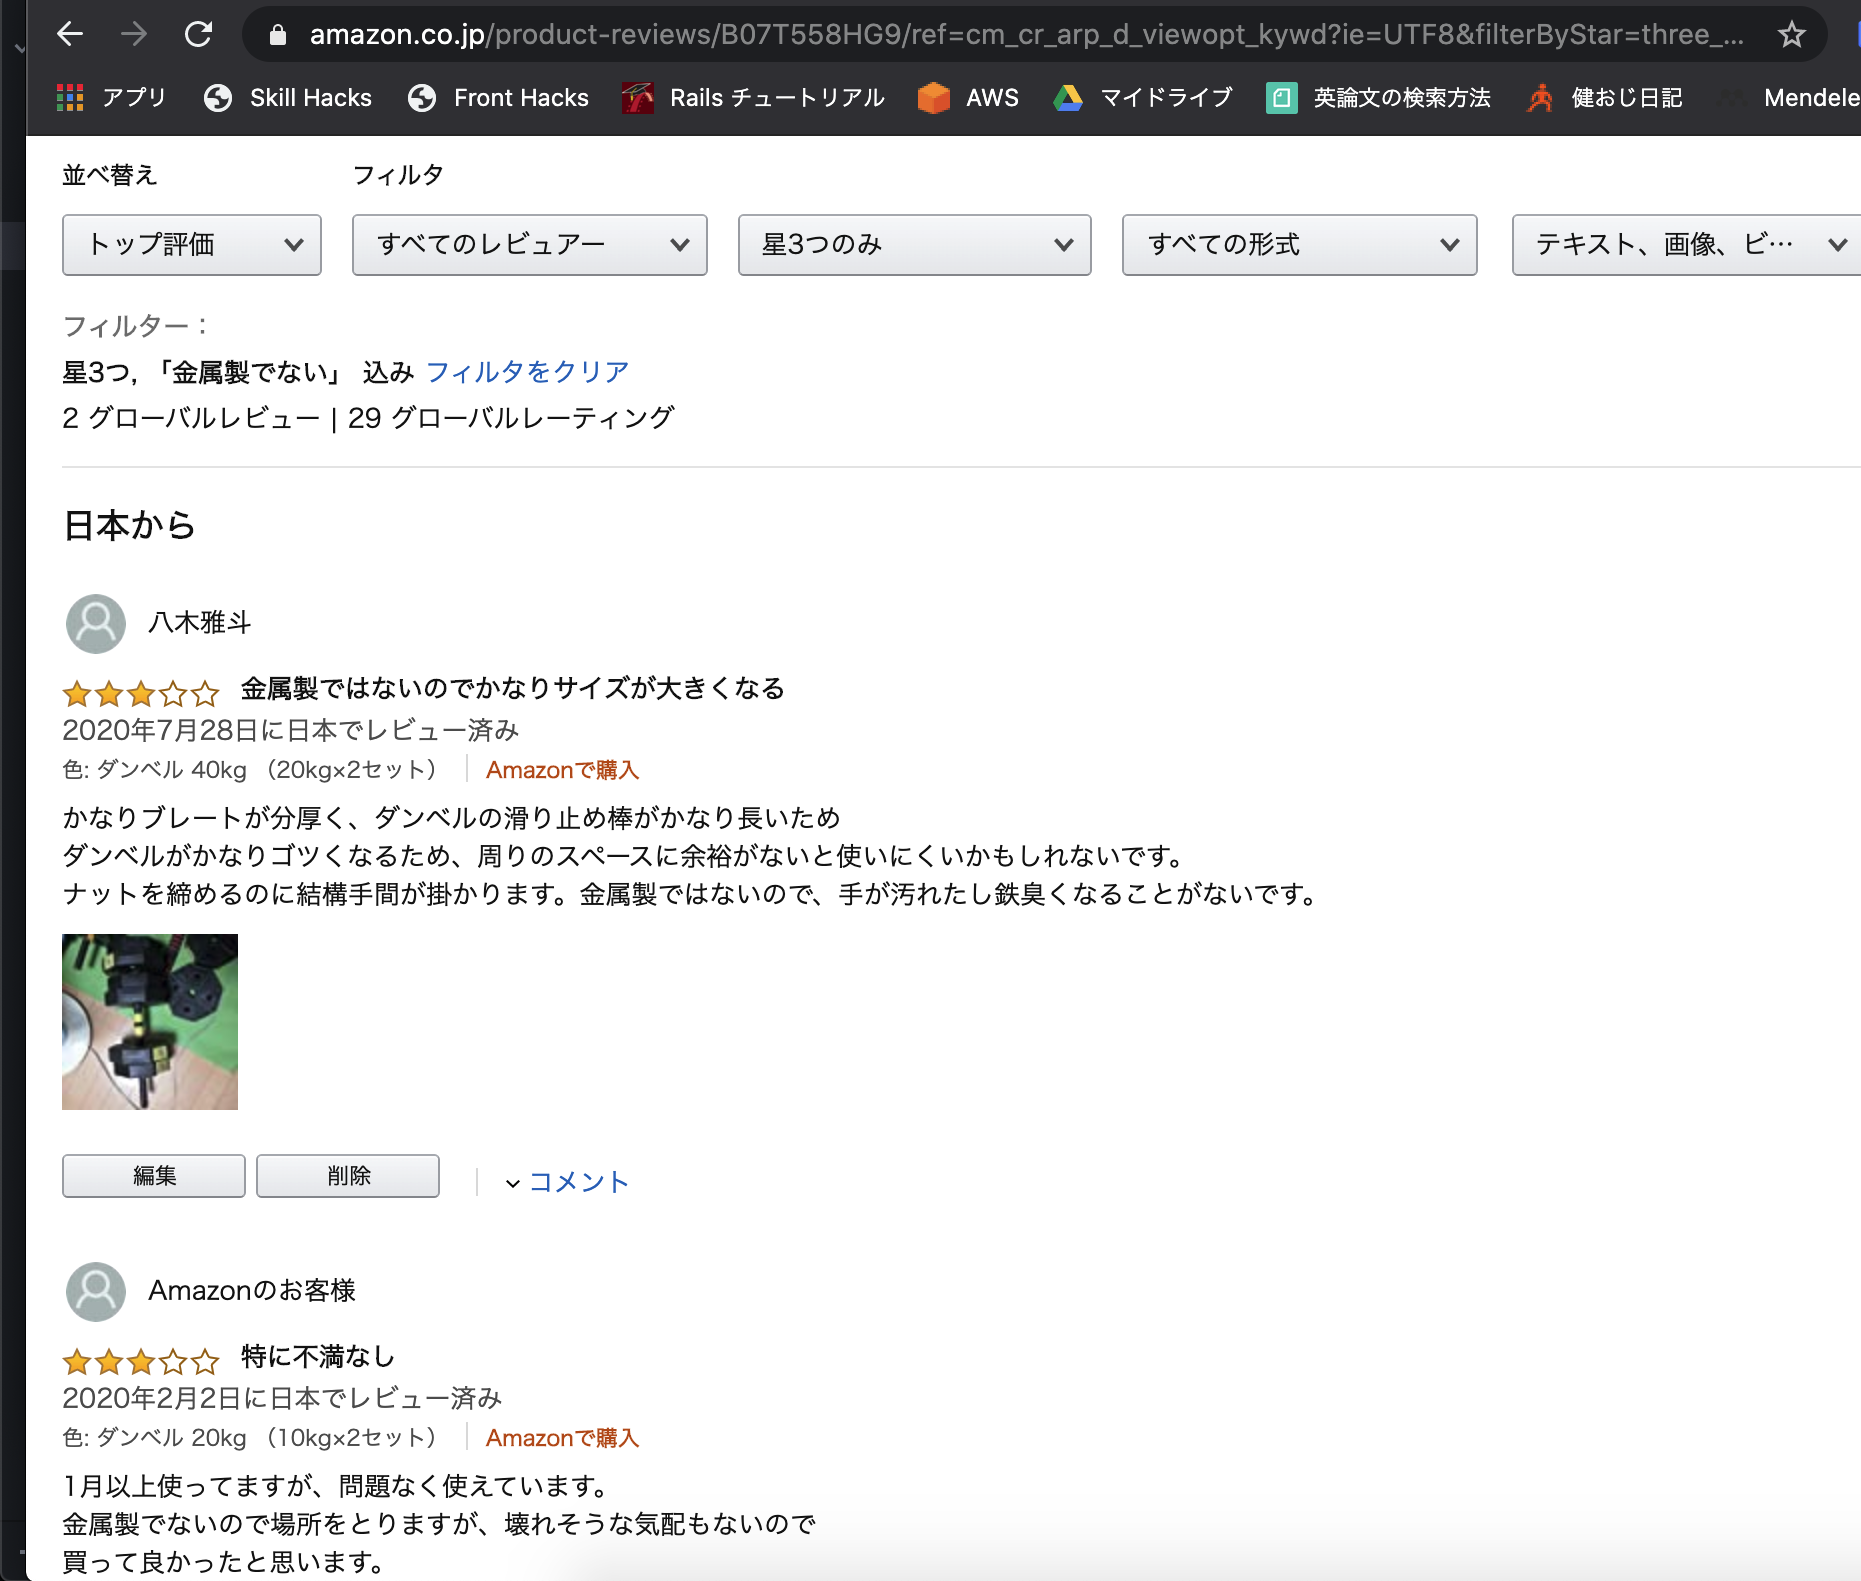 amazon.co.jp/product-reviews/B07T558HG9/ref=cm_cr_arp_d_viewopt_kywd?ie=UTF8&filterByStar=three_...
アプリ Skill Hacks Front Hacks Rails チュートリアル AWS マイドライブ 英論文の検索方法 健おじ日記 Mendele
並べ替え フィルタ
トップ評価 すべてのレビュアー 星3つのみ すべての形式 テキスト、画像、ビ…
フィルター：
星3つ, 「金属製でない」 込み フィルタをクリア
2 グローバルレビュー | 29 グローバルレーティング
日本から
八木雅斗
金属製ではないのでかなりサイズが大きくなる
2020年7月28日に日本でレビュー済み
色: ダンベル 40kg （20kg×2セット） Amazonで購入
かなりブレートが分厚く、ダンベルの滑り止め棒がかなり長いため
ダンベルがかなりゴツくなるため、周りのスペースに余裕がないと使いにくいかもしれないです。
ナットを締めるのに結構手間が掛かります。金属製ではないので、手が汚れたし鉄臭くなることがないです。
編集 削除 コメント
Amazonのお客様
特に不満なし
2020年2月2日に日本でレビュー済み
色: ダンベル 20kg （10kg×2セット） Amazonで購入
1月以上使ってますが、問題なく使えています。
金属製でないので場所をとりますが、壊れそうな気配もないので
買って良かったと思います。